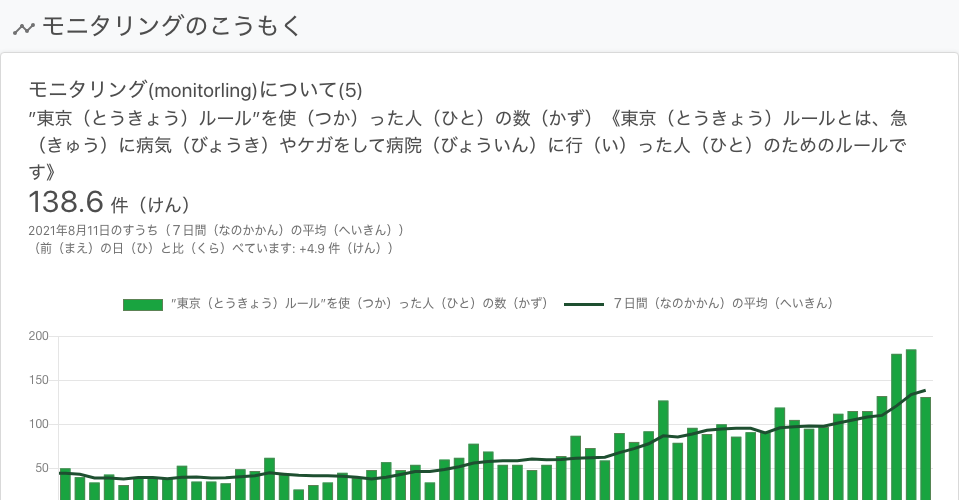 モニタリングのこうもく
モニタリング(monitorling)について(5)
"東京（とうきょう）ルール"を使（つか）った人（ひと）の数（かず）《東京（とうきょう）ルールとは、急
（きゅう）に病気（びょうき）やケガをして病院（びょういん）に行（い）った人（ひと）のためのルールで
す》
138.6 件（けん）
2021年8月11日のすうち（７日間（なのかかん）の平均（へいきん））
（前（まえ）の日（ひ）と比（くら）べています: +4.9 件（けん））
"東京（とうきょう）ルール"を使（つか）った人（ひと）の数（かず） ７日間（なのかかん）の平均（へいきん）
200
150
100
50